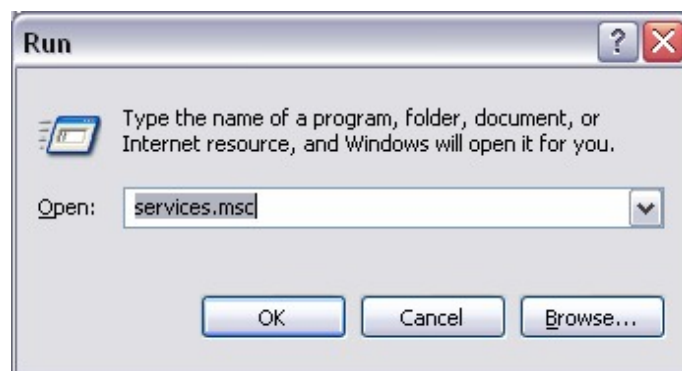 Run
Type the name of a program, folder, document, or
Internet resource, and Windows will open it for you.
Open: services.msc
OK Cancel Browse...